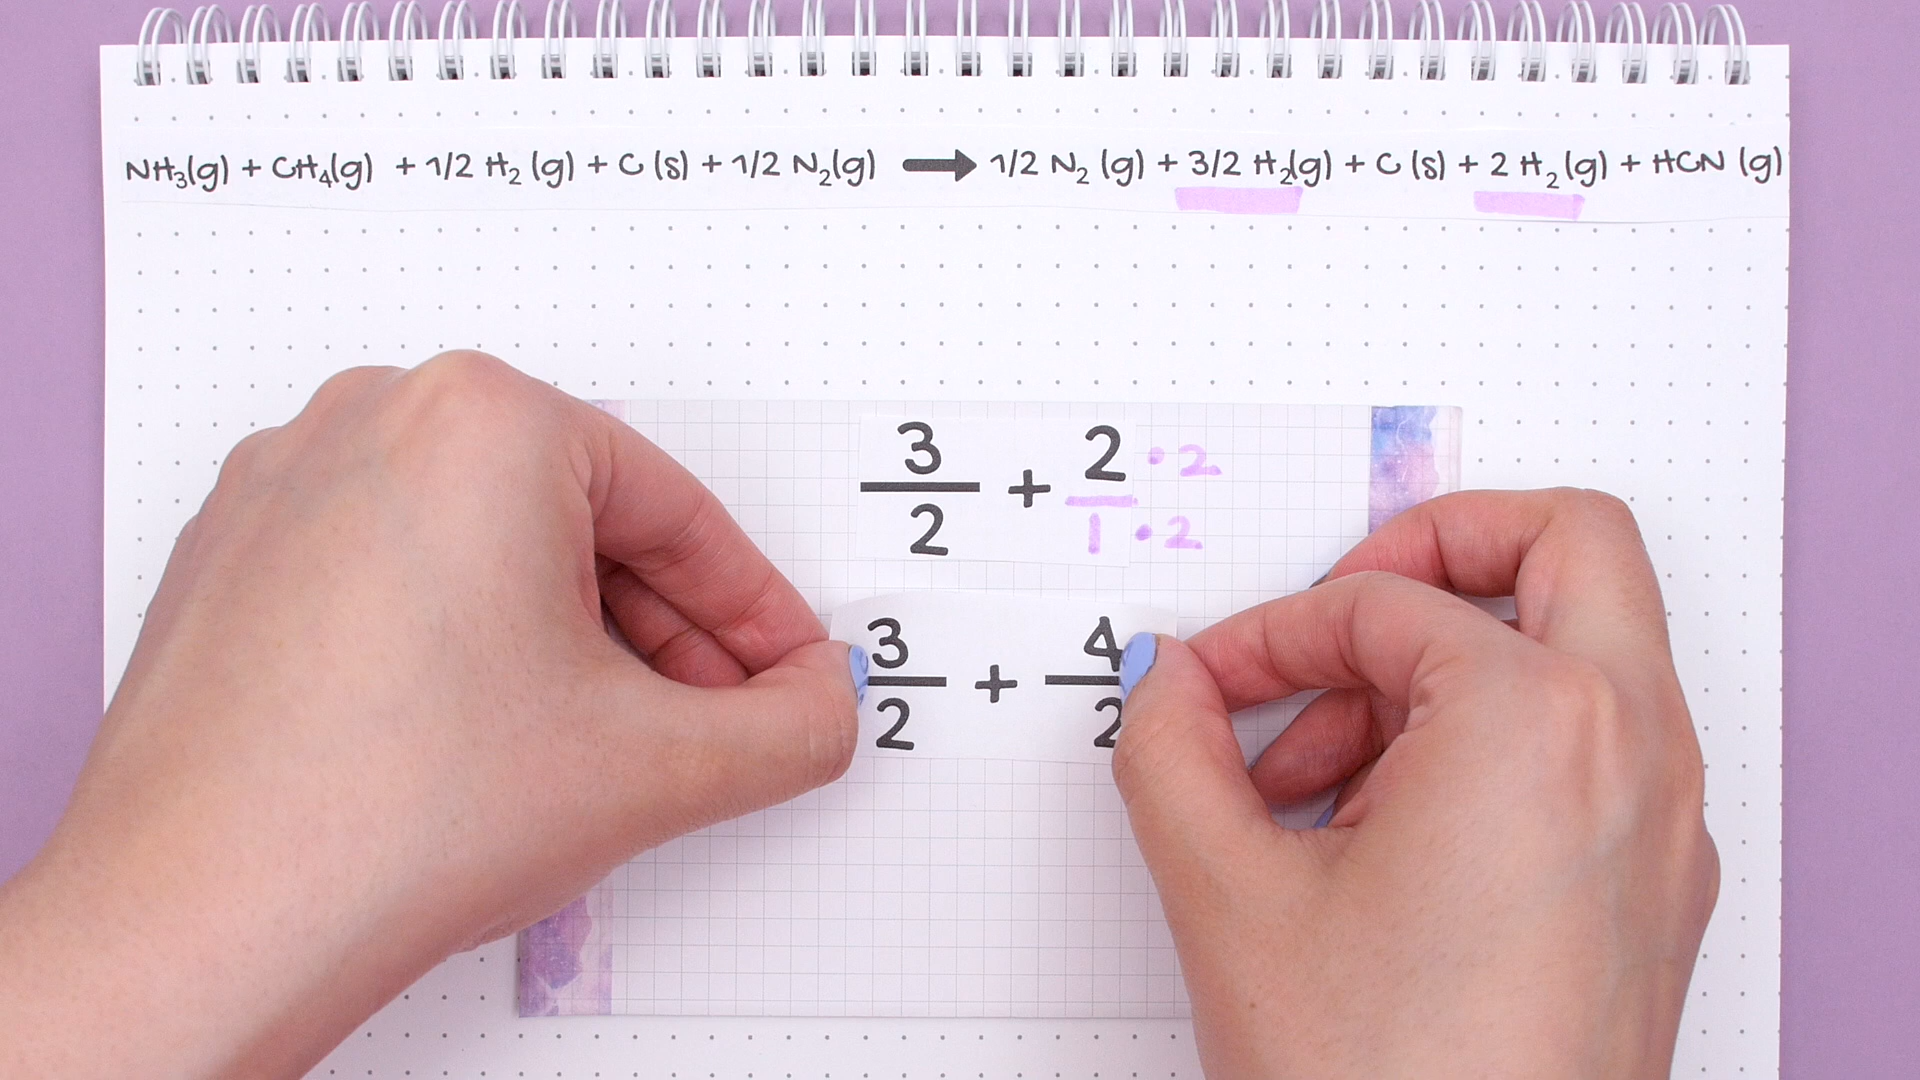 NH₃(g) + CH₄(g) + 1/2 H₂ (g) + C (s) + 1/2 N₂(g) → 1/2 N₂ (g) + 3/2 H₂(g) + C (s) + 2 H₂ (g) + HCN (g)
3/2 + 2/1 · 2 · 2
3/2 + 4/2